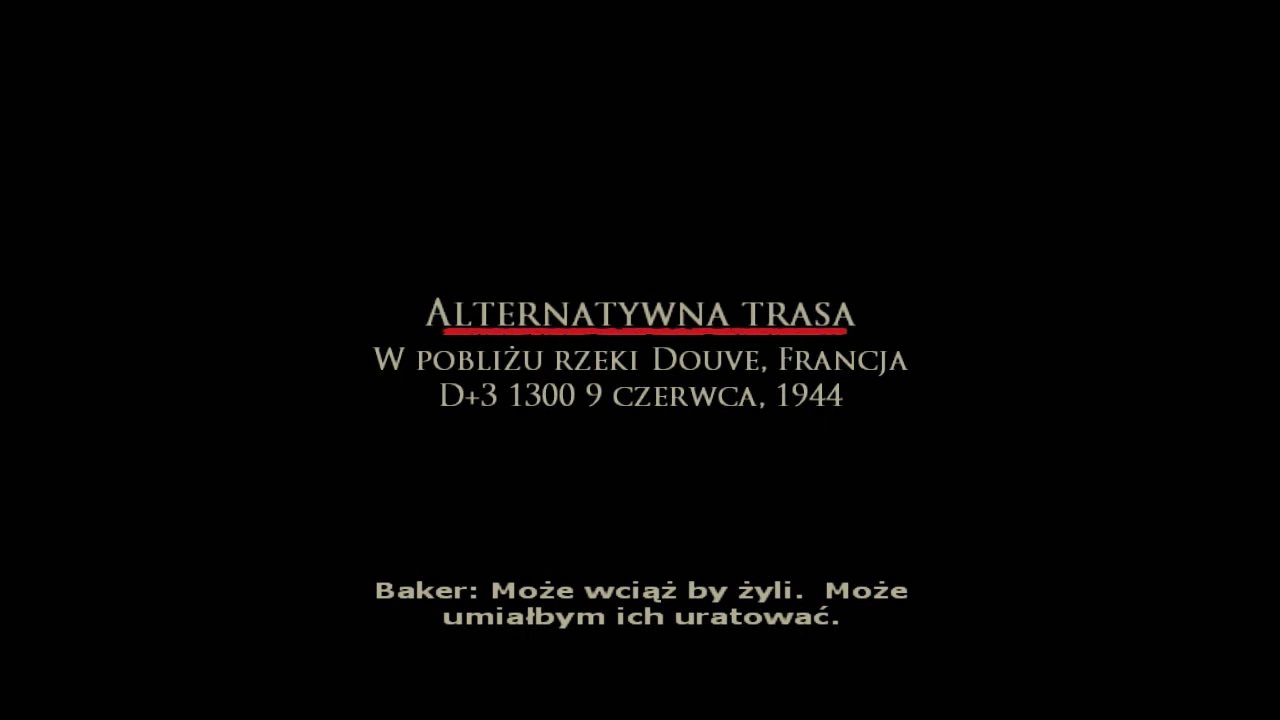 Alternatywna trasa
W pobliżu rzeki Douve, Francja
D+3 1300 9 czerwca, 1944
Baker: Może wciąż by żyli.  Może
umiałbym ich uratować.